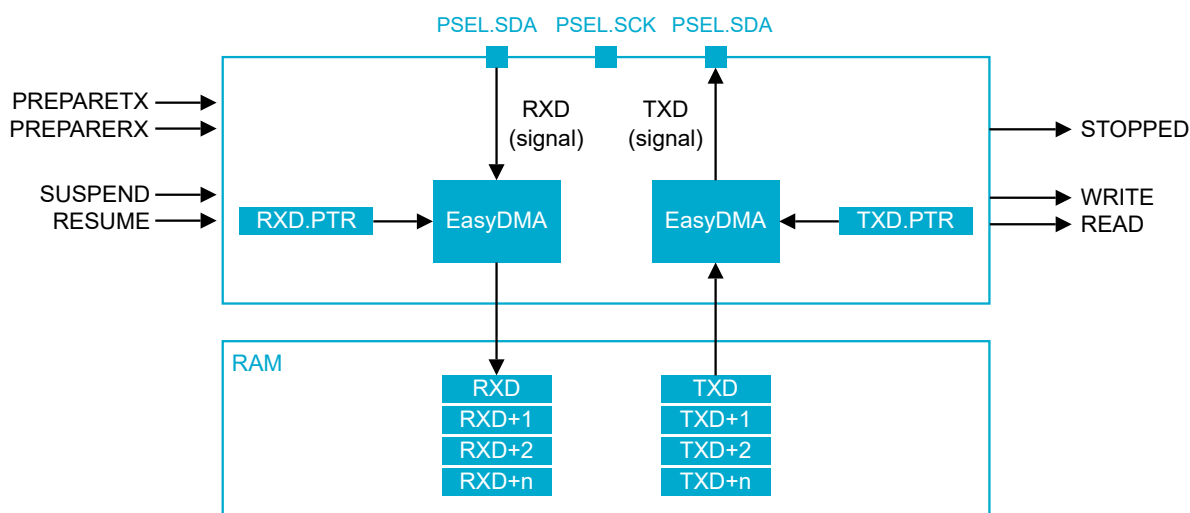 PSEL.SDA PSEL.SCK PSEL.SDA
PREPARETX
PREPARERX
SUSPEND
RESUME
RXD
(signal)
TXD
(signal)
STOPPED
WRITE
READ
RXD.PTR
EasyDMA
EasyDMA
TXD.PTR
RAM
RXD
RXD+1
RXD+2
RXD+n
TXD
TXD+1
TXD+2
TXD+n